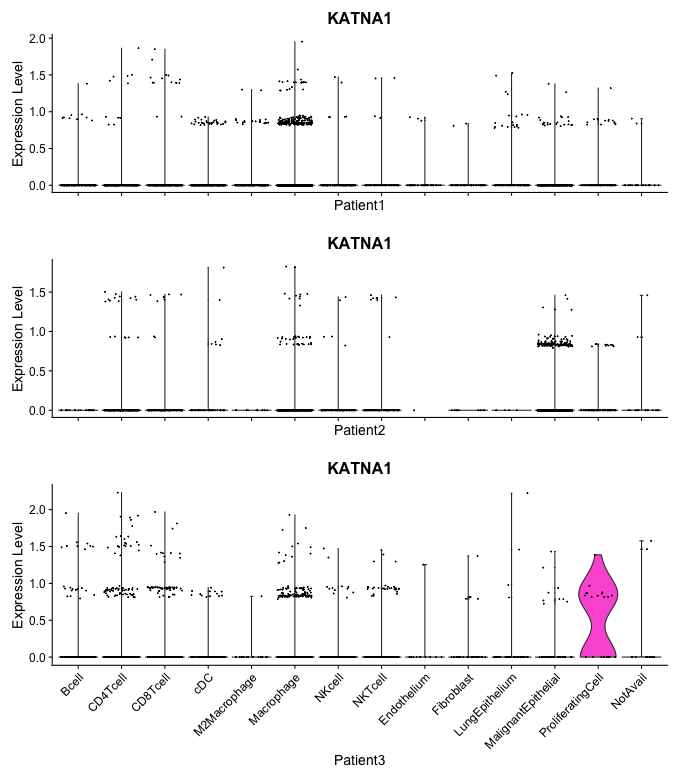 KATNA1
Expression Level
2.0
1.5
1.0
0.5
0.0
Patient1
KATNA1
Expression Level
1.5
1.0
0.5
0.0
Patient2
KATNA1
Expression Level
2.0
1.5
1.0
0.5
0.0
Bcell
CD4Tcell
CD8Tcell
cDC
M2Macrophage
Macrophage
NKcell
NKTcell
Endothelium
Fibroblast
LungEpithelium
MalignantEpithelial
ProliferatingCell
NotAvail
Patient3